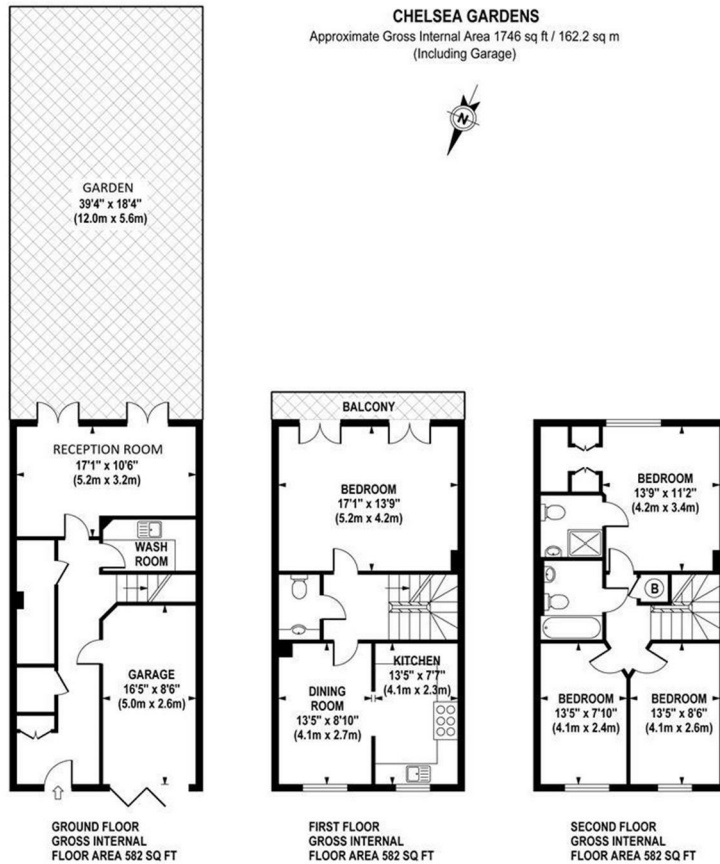 CHELSEA GARDENS
Approximate Gross Internal Area 1746 sq ft / 162.2 sq m
(Including Garage)
N
GARDEN
39'4" x 18'4"
(12.0m x 5.6m)
RECEPTION ROOM
17'1" x 10'6"
(5.2m x 3.2m)
WASH
ROOM
GARAGE
16'5" x 8'6"
(5.0m x 2.6m)
GROUND FLOOR
GROSS INTERNAL
FLOOR AREA 582 SQ FT
BALCONY
BEDROOM
17'1" x 13'9"
(5.2m x 4.2m)
KITCHEN
13'5" x 7'7"
(4.1m x 2.3m)
DINING
ROOM
13'5" x 8'10"
(4.1m x 2.7m)
FIRST FLOOR
GROSS INTERNAL
FLOOR AREA 582 SQ FT
BEDROOM
13'9" x 11'2"
(4.2m x 3.4m)
B
BEDROOM
13'5" x 7'10"
(4.1m x 2.4m)
BEDROOM
13'5" x 8'6"
(4.1m x 2.6m)
SECOND FLOOR
GROSS INTERNAL
FLOOR AREA 582 SQ FT